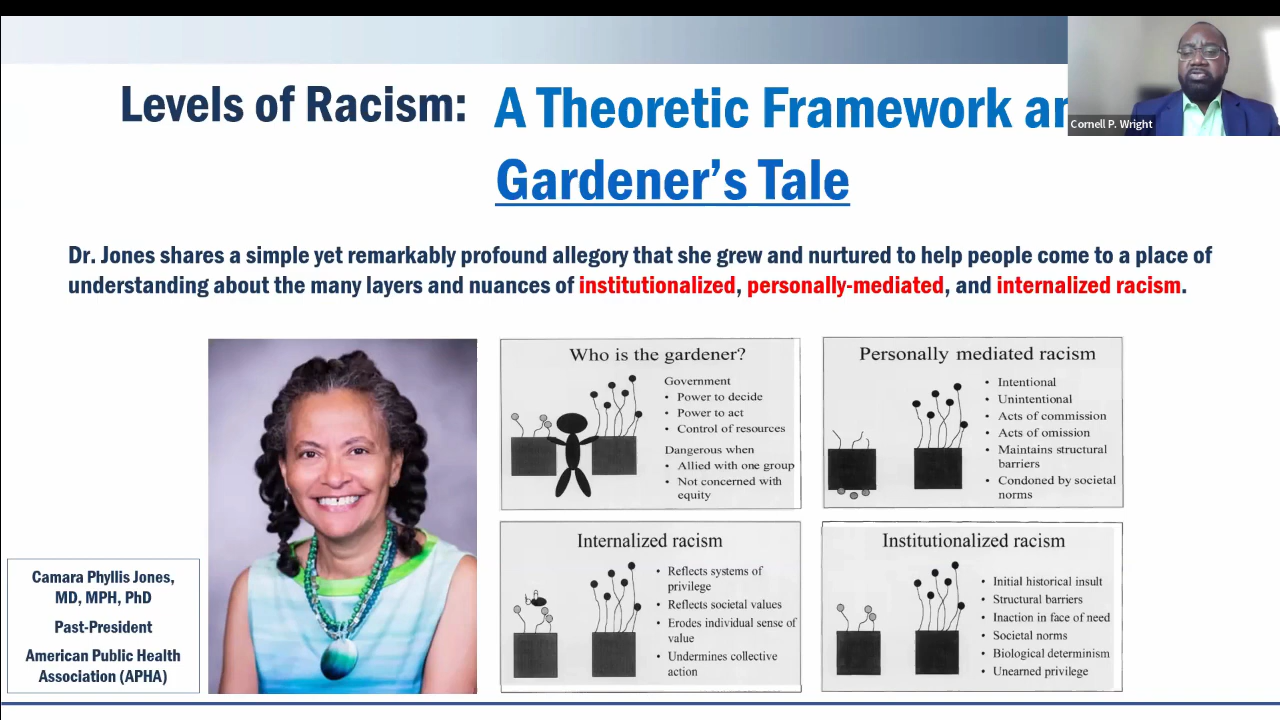 Levels of Racism: A Theoretic Framework
Cornell P. Wright
Gardener's Tale
Dr. Jones shares a simple yet remarkably profound allegory that she grew and nurtured to help people come to a place of
understanding about the many layers and nuances of institutionalized, personally-mediated, and internalized racism.
Who is the gardener?
Government
• Power to decide
• Power to act
• Control of resources
Dangerous when
• Allied with one group
• Not concerned with
equity
Personally mediated racism
• Intentional
• Unintentional
• Acts of commission
• Acts of omission
• Maintains structural
barriers
• Condoned by societal
norms
Internalized racism
• Reflects systems of
privilege
• Reflects societal values
• Erodes individual sense of
value
• Undermines collective
action
Institutionalized racism
• Initial historical insult
• Structural barriers
• Inaction in face of need
• Societal norms
• Biological determinism
• Unearned privilege
Camara Phyllis Jones,
MD, MPH, PhD
Past-President
American Public Health
Association (APHA)